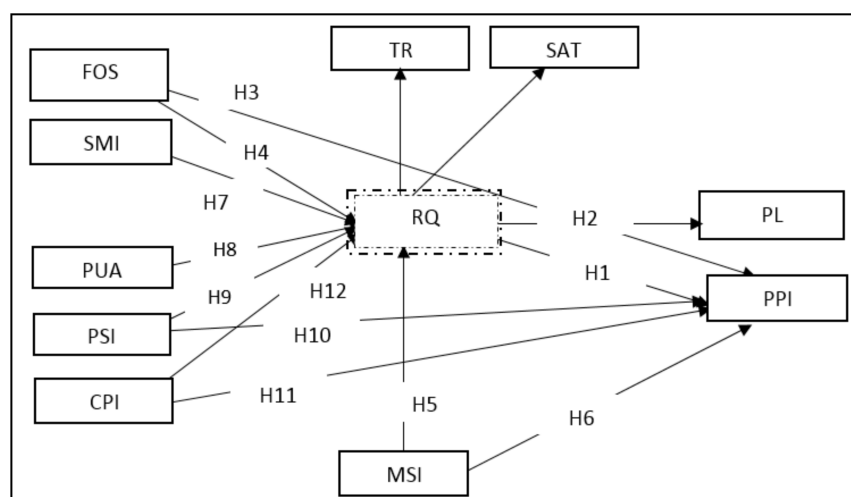 TR
SAT
FOS
H3
SMI
H4
H7
RQ
H2
PL
H8
PUA
H1
H9
H12
PPI
PSI
H10
CPI
H11
H5
H6
MSI